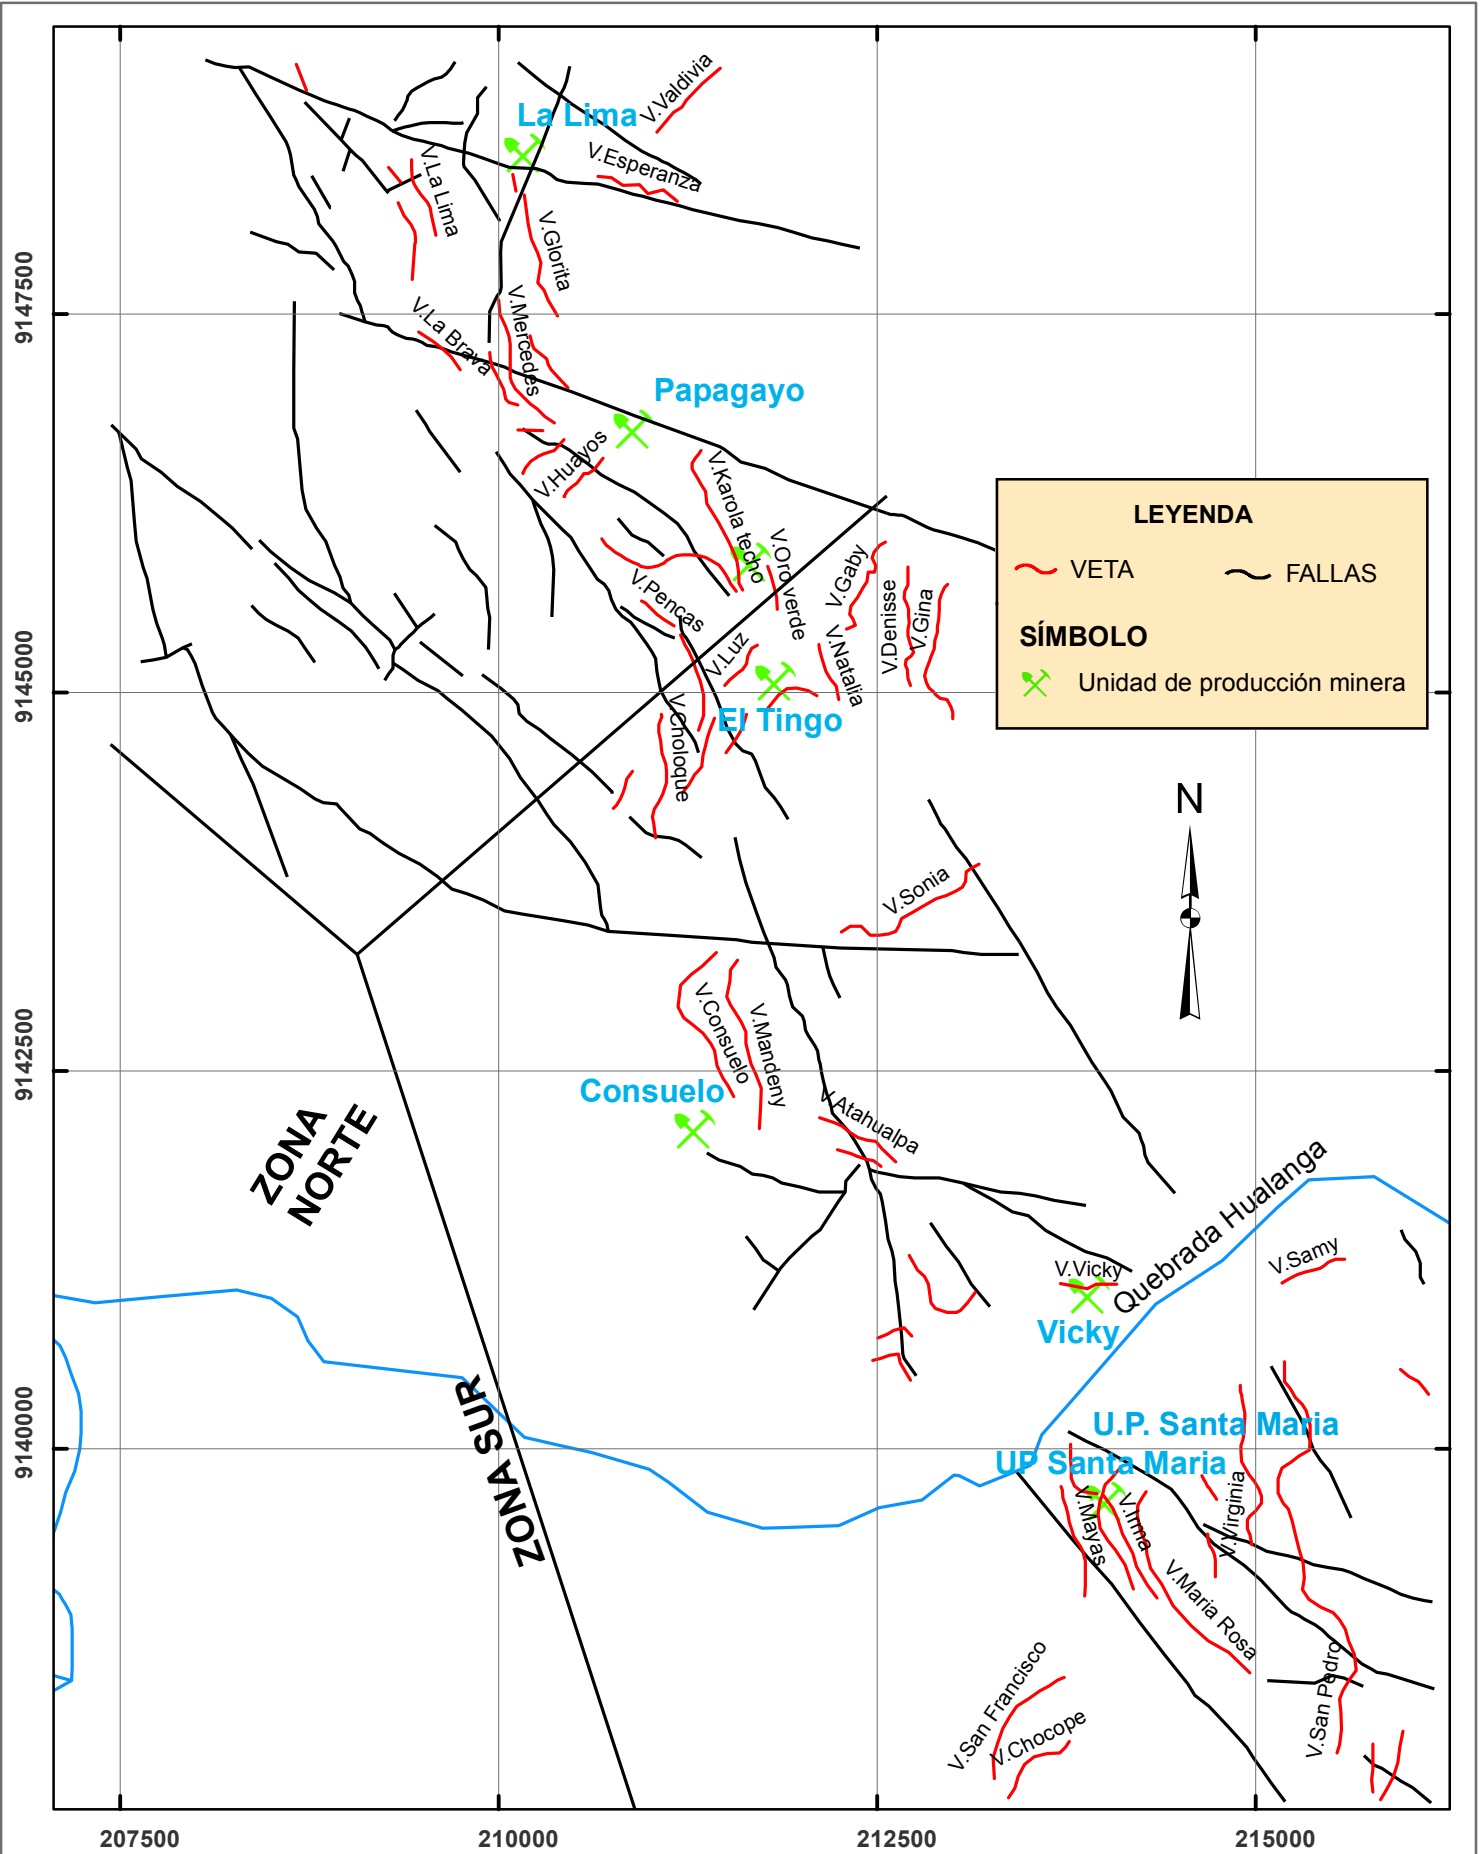 V.Valdivia
La Lima
V.Esperanza
V.La Lima
V.Glorita
9147500
V.Mercedes
V.La Brava
Papagayo
V.Huayos
V.Karola techo
V.Oro verde
V.Gaby
V.Denisse
V.Gina
V.Pencas
V.Luz
V.Natalia
El Tingo
V.Choloque
9145000
LEYENDA
VETA
FALLAS
SÍMBOLO
Unidad de producción minera
N
V.Sonia
V.Consuelo
V.Mandeny
9142500
Consuelo
V.Atahualpa
ZONA
NORTE
Quebrada Hualanga
V.Vicky
Vicky
V.Samy
ZONA SUR
9140000
U.P. Santa Maria
UP Santa Maria
V.Mayas
V.Irma
V.Virginia
V.Maria Rosa
V.San Pedro
V.San Francisco
V.Chocope
207500
210000
212500
215000